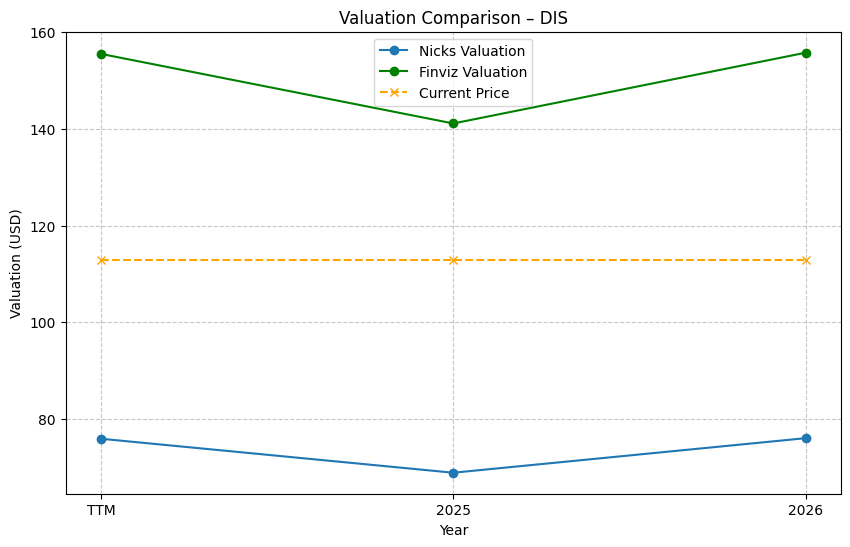 Valuation Comparison – DIS
Nicks Valuation
Finviz Valuation
Current Price
Valuation (USD)
160
140
120
100
80
TTM
2025
2026
Year